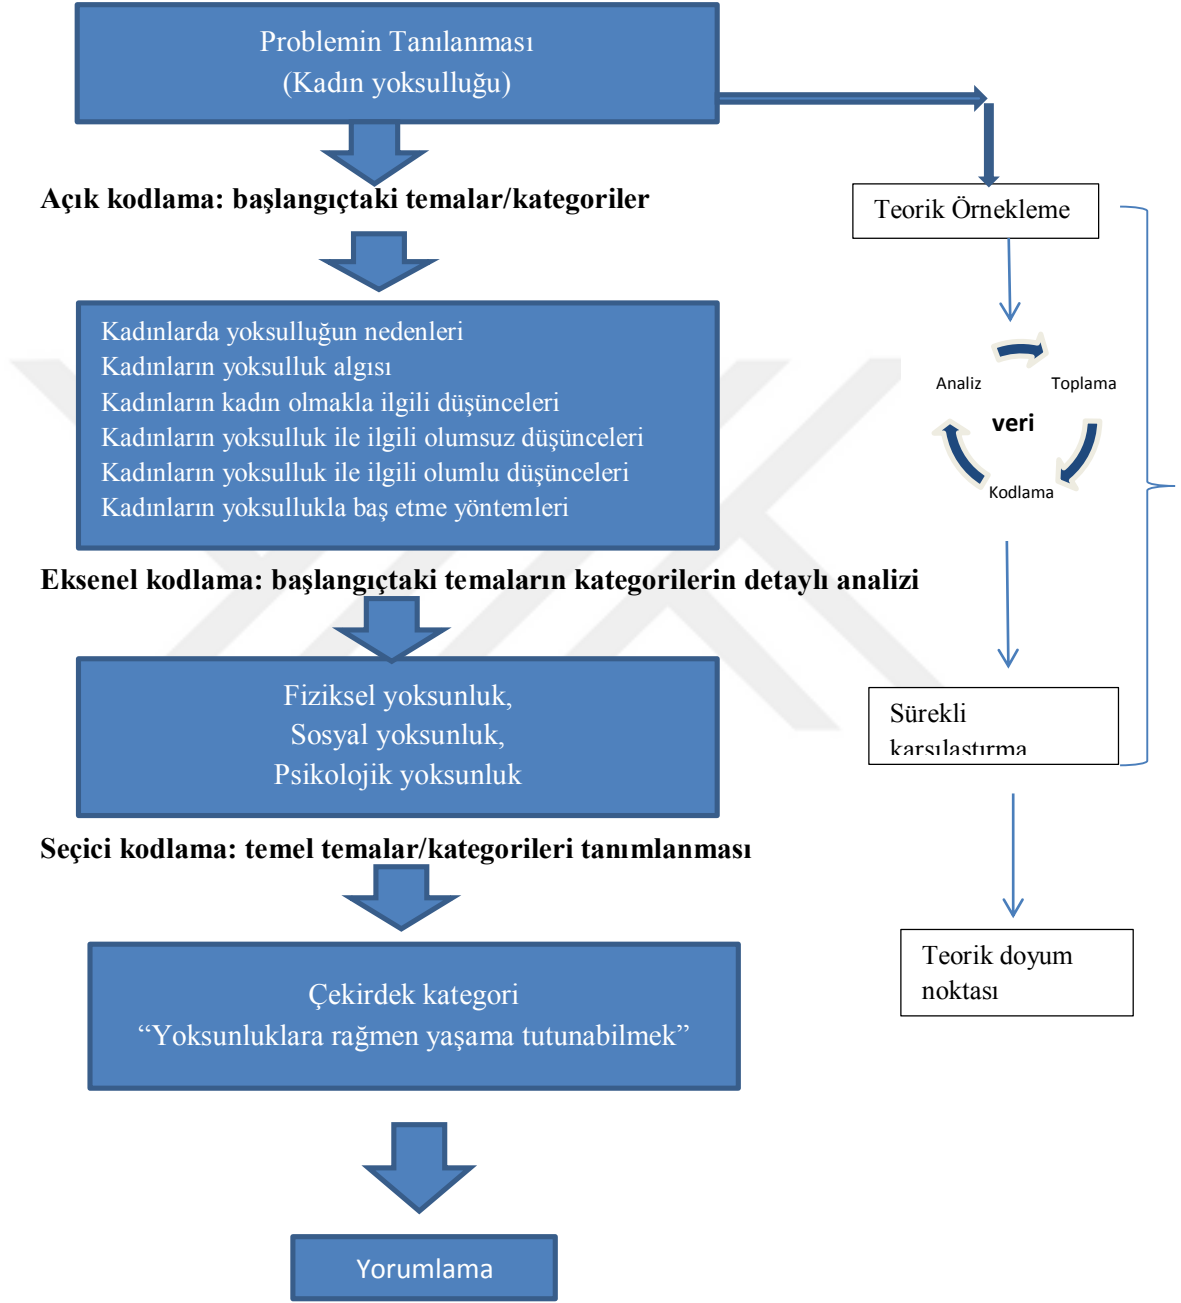 Problemin Tanılanması
(Kadın yoksulluğu)
Açık kodlama: başlangıçtaki temalar/kategoriler
Kadınlarda yoksulluğun nedenleri
Kadınların yoksulluk algısı
Kadınların kadın olmakla ilgili düşünceleri
Kadınların yoksulluk ile ilgili olumsuz düşünceleri
Kadınların yoksulluk ile ilgili olumlu düşünceleri
Kadınların yoksullukla baş etme yöntemleri
Eksenel kodlama: başlangıçtaki temaların kategorilerin detaylı analizi
Fiziksel yoksunluk,
Sosyal yoksunluk,
Psikolojik yoksunluk
Seçici kodlama: temel temalar/kategorileri tanımlanması
Çekirdek kategori
“Yoksunluklara rağmen yaşama tutunabilmek”
Yorumlama
Teorik Örnekleme
Analiz
Toplama
veri
Kodlama
Sürekli
karşılaştırma
Teorik doyum
noktası